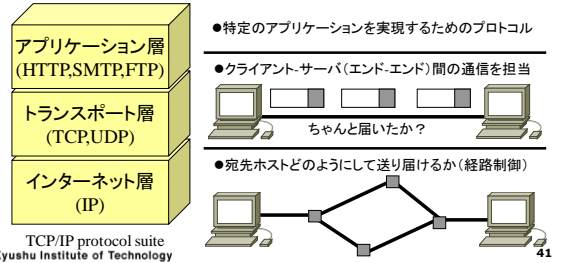 アプリケーション層
(HTTP,SMTP,FTP)
トランスポート層
(TCP,UDP)
インターネット層
(IP)
TCP/IP protocol suite
●特定のアプリケーションを実現するためのプロトコル
●クライアント-サーバ(エンド-エンド)間の通信を担当
ちゃんと届いたか?
●宛先ホストどのようにして送り届けるか(経路制御)
Kyushu Institute of Technology
41